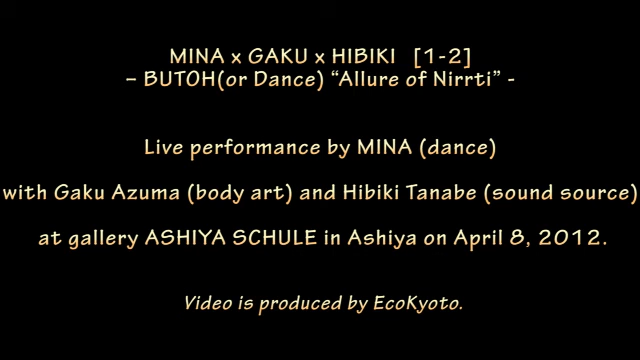 MINA x GAKU x HIBIKI [1-2]
– BUTOH(or Dance) “Allure of Nirrti” -
Live performance by MINA (dance)
with Gaku Azuma (body art) and Hibiki Tanabe (sound source)
at gallery ASHIYA SCHULE in Ashiya on April 8, 2012.
Video is produced by EcoKyoto.